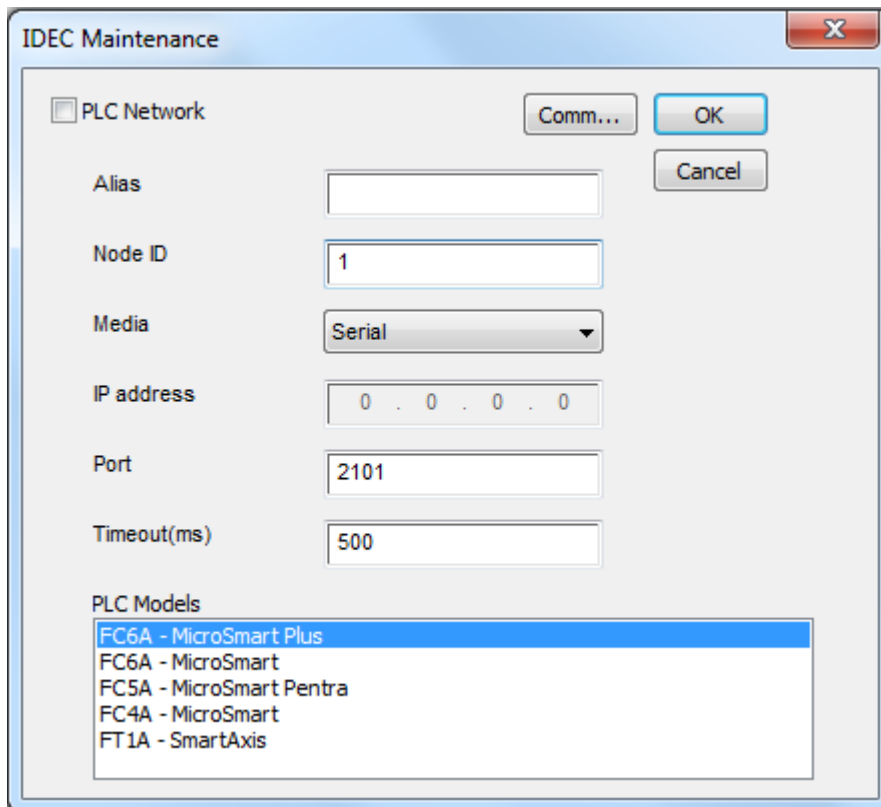 IDEC Maintenance
PLC Network
Comm...
OK
Cancel
Alias
Node ID
1
Media
Serial
IP address
0 . 0 . 0 . 0
Port
2101
Timeout(ms)
500
PLC Models
FC6A - MicroSmart Plus
FC6A - MicroSmart
FC5A - MicroSmart Pentra
FC4A - MicroSmart
FT1A - SmartAxis